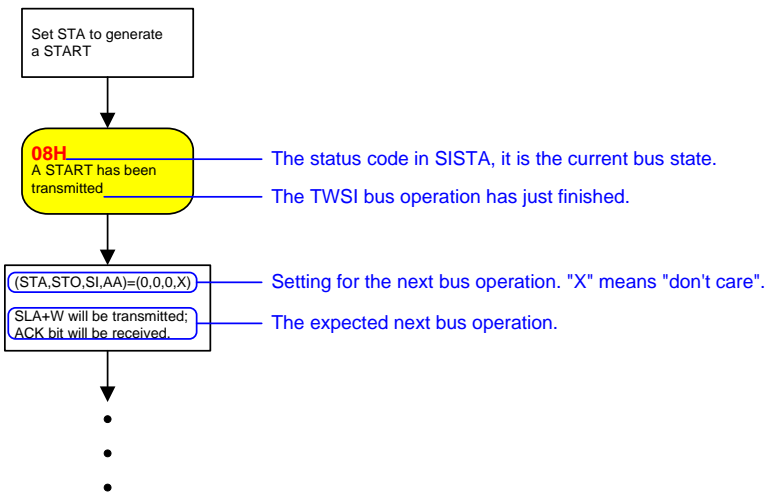 Set STA to generate
a START
08H
A START has been
transmitted
The status code in SISTA, it is the current bus state.
The TWSI bus operation has just finished.
(STA,STO,SI,AA)=(0,0,0,X)
Setting for the next bus operation. "X" means "don't care".
SLA+W will be transmitted;
ACK bit will be received.
The expected next bus operation.